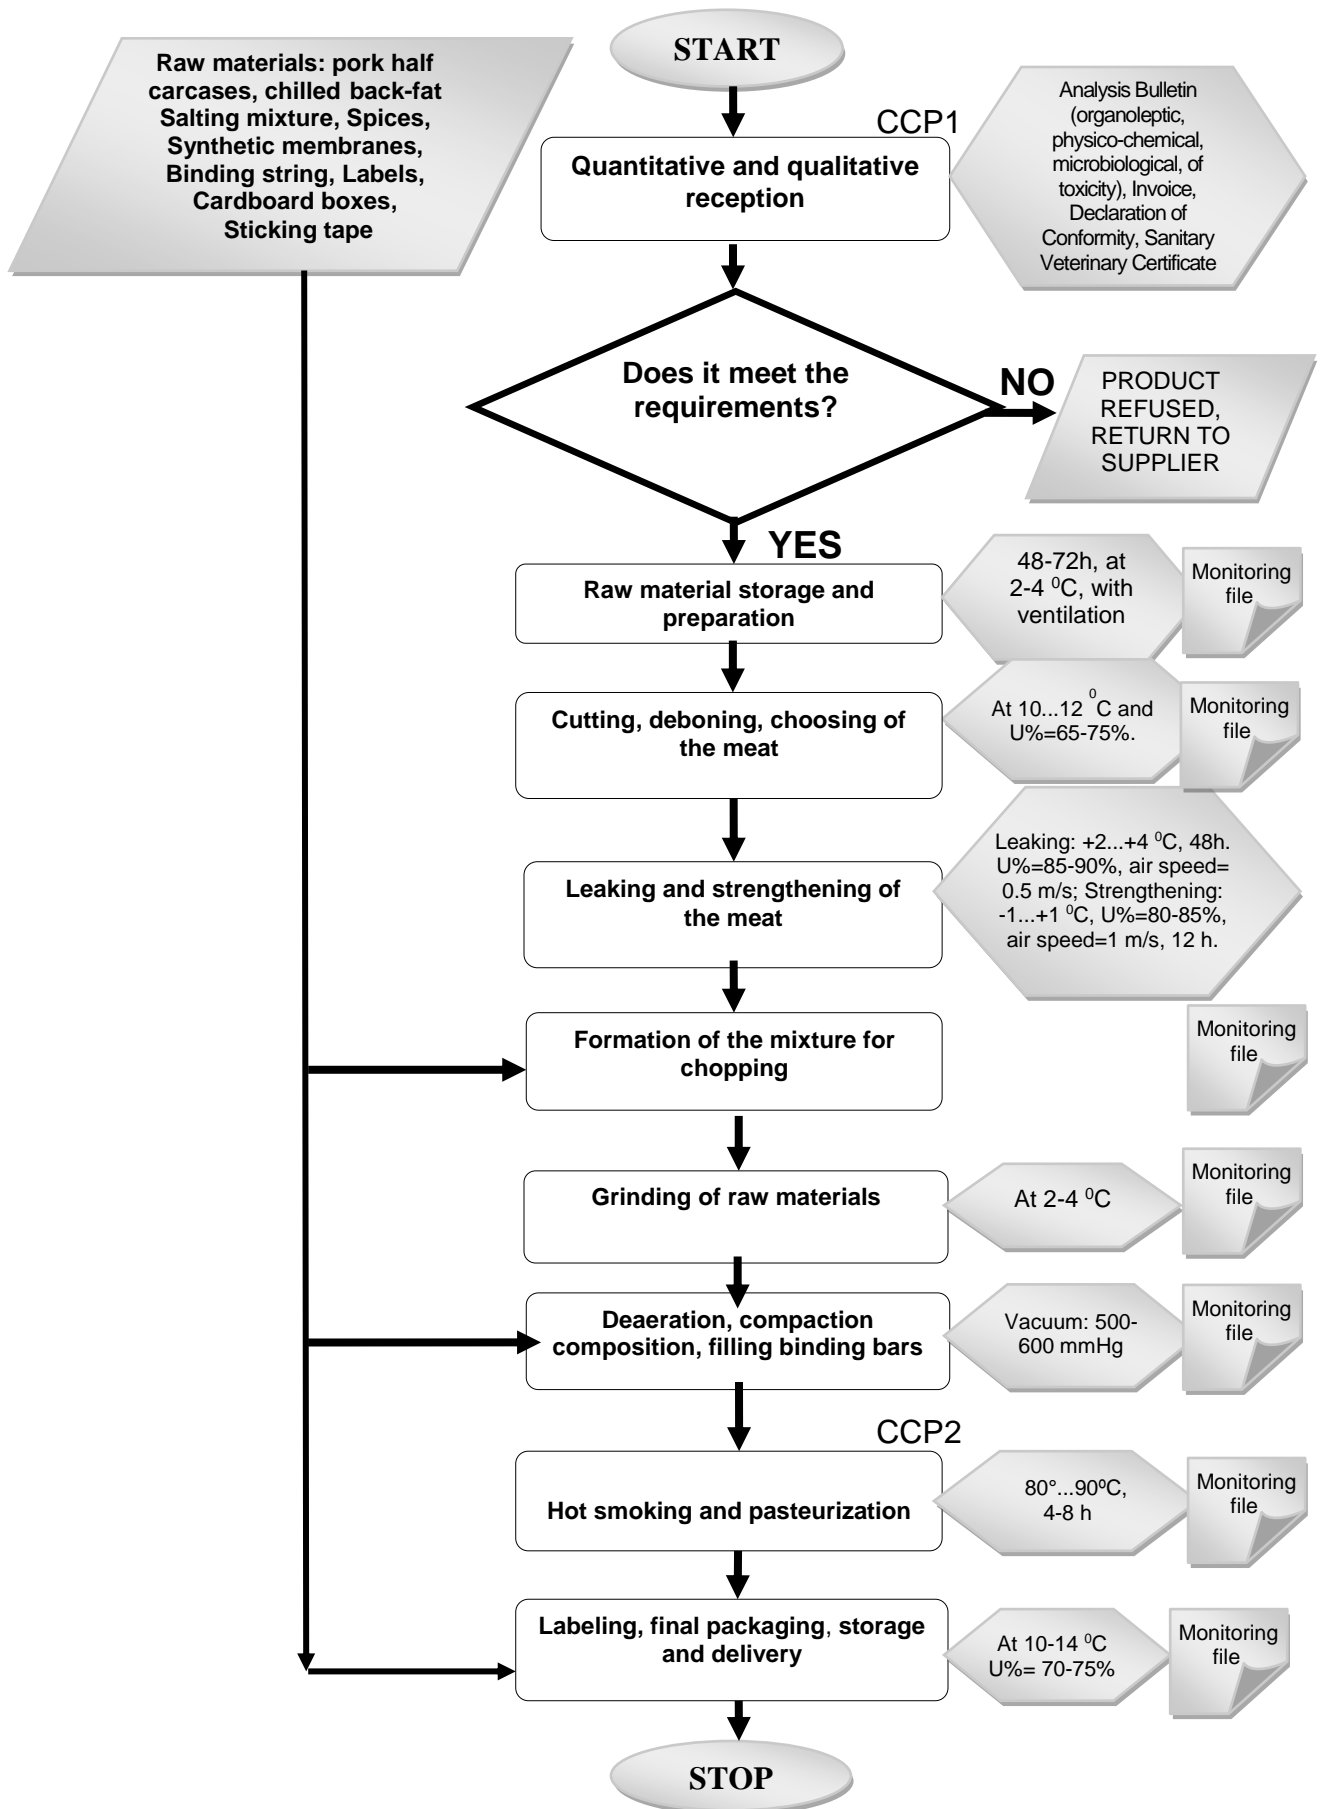 START
Raw materials: pork half
carcases, chilled back-fat
Salting mixture, Spices,
Synthetic membranes,
Binding string, Labels,
Cardboard boxes,
Sticking tape
CCP1
Quantitative and qualitative
reception
Analysis Bulletin
(organoleptic,
physico-chemical,
microbiological, of
toxicity), Invoice,
Declaration of
Conformity, Sanitary
Veterinary Certificate
Does it meet the
requirements?
NO
PRODUCT
REFUSED,
RETURN TO
SUPPLIER
YES
Raw material storage and
preparation
48-72h, at
2-4 ⁰C, with
ventilation
Monitoring
file
Cutting, deboning, choosing of
the meat
At 10...12 ⁰C and
U%=65-75%.
Monitoring
file
Leaking and strengthening of
the meat
Leaking: +2...+4 ⁰C, 48h.
U%=85-90%, air speed=
0.5 m/s; Strengthening:
-1...+1 ⁰C, U%=80-85%,
air speed=1 m/s, 12 h.
Formation of the mixture for
chopping
Monitoring
file
Grinding of raw materials
At 2-4 ⁰C
Monitoring
file
Deaeration, compaction
composition, filling binding bars
Vacuum: 500-
600 mmHg
Monitoring
file
CCP2
Hot smoking and pasteurization
80°...90ºC,
4-8 h
Monitoring
file
Labeling, final packaging, storage
and delivery
At 10-14 ⁰C
U%= 70-75%
Monitoring
file
STOP